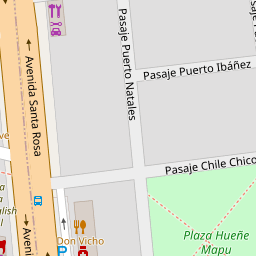 Pasaje Puerto Natales
Pasaje Puerto Ibáñez
Avenida Santa Rosa
Pasaje Chile Chico
Plaza Hueñe
Mapu
Don Vicho
P